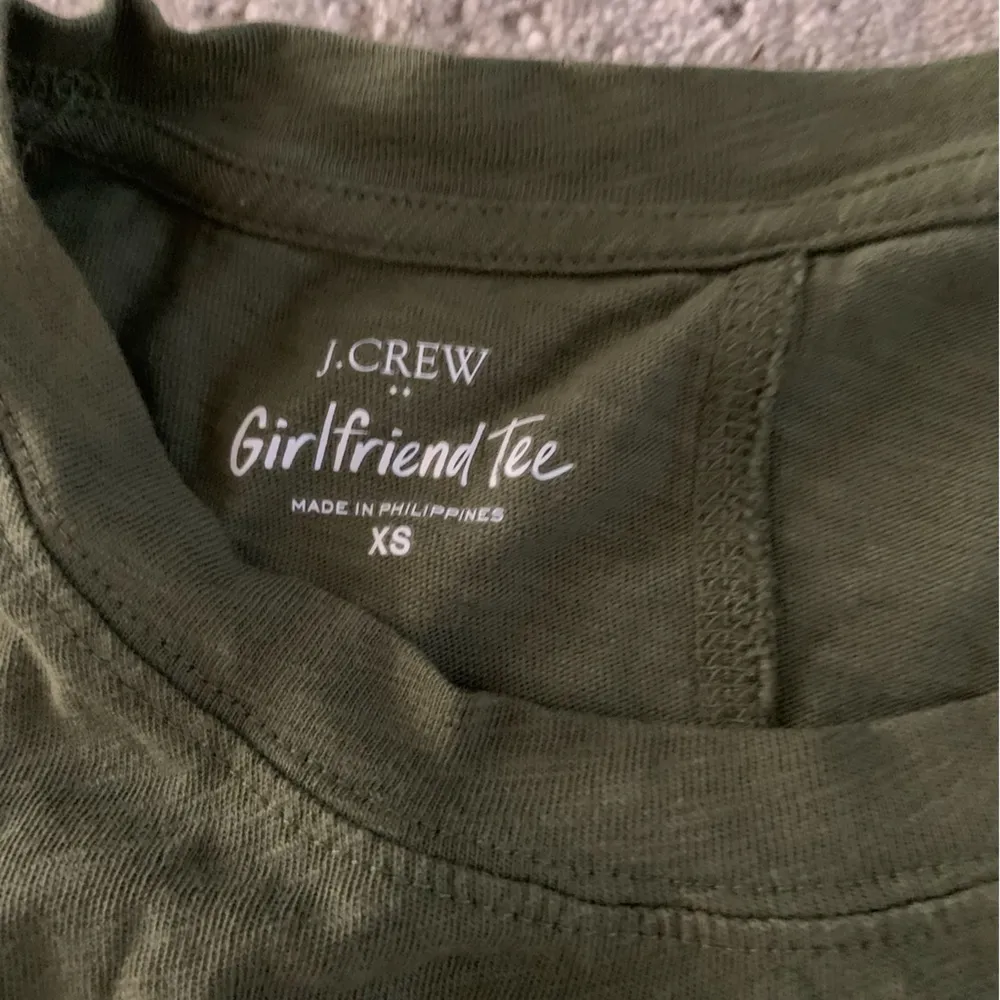 J.CREW
Girlfriend Tee
MADE IN PHILIPPINES
XS